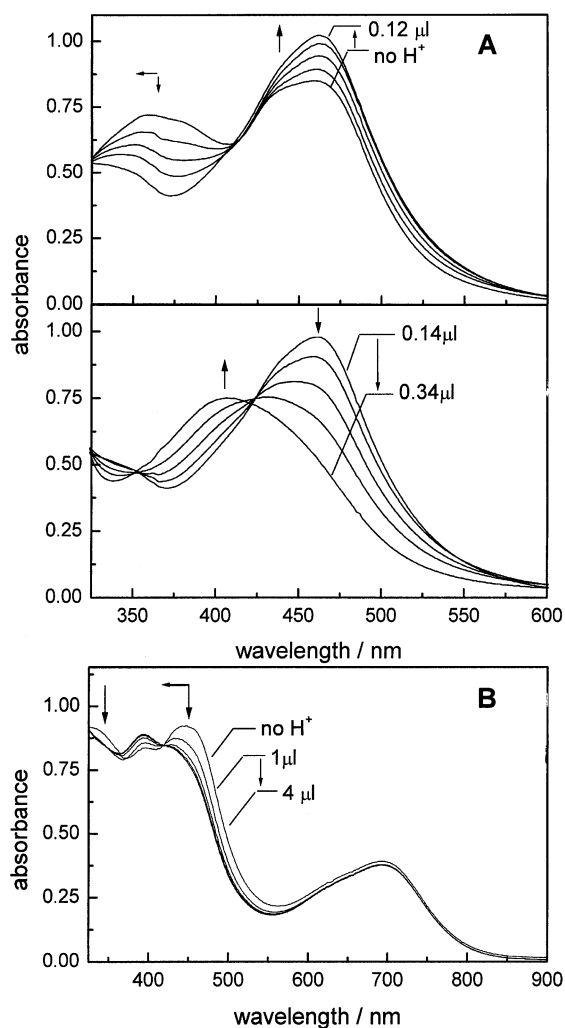 A
0.12 µl
no H+
1.00
0.75
0.50
0.25
0.00
absorbance
0.14µl
0.34µl
1.00
0.75
0.50
0.25
0.00
350 400 450 500 550 600
wavelength / nm
B
no H+
1µl
4 µl
1.00
0.75
0.50
0.25
0.00
absorbance
400 500 600 700 800 900
wavelength / nm